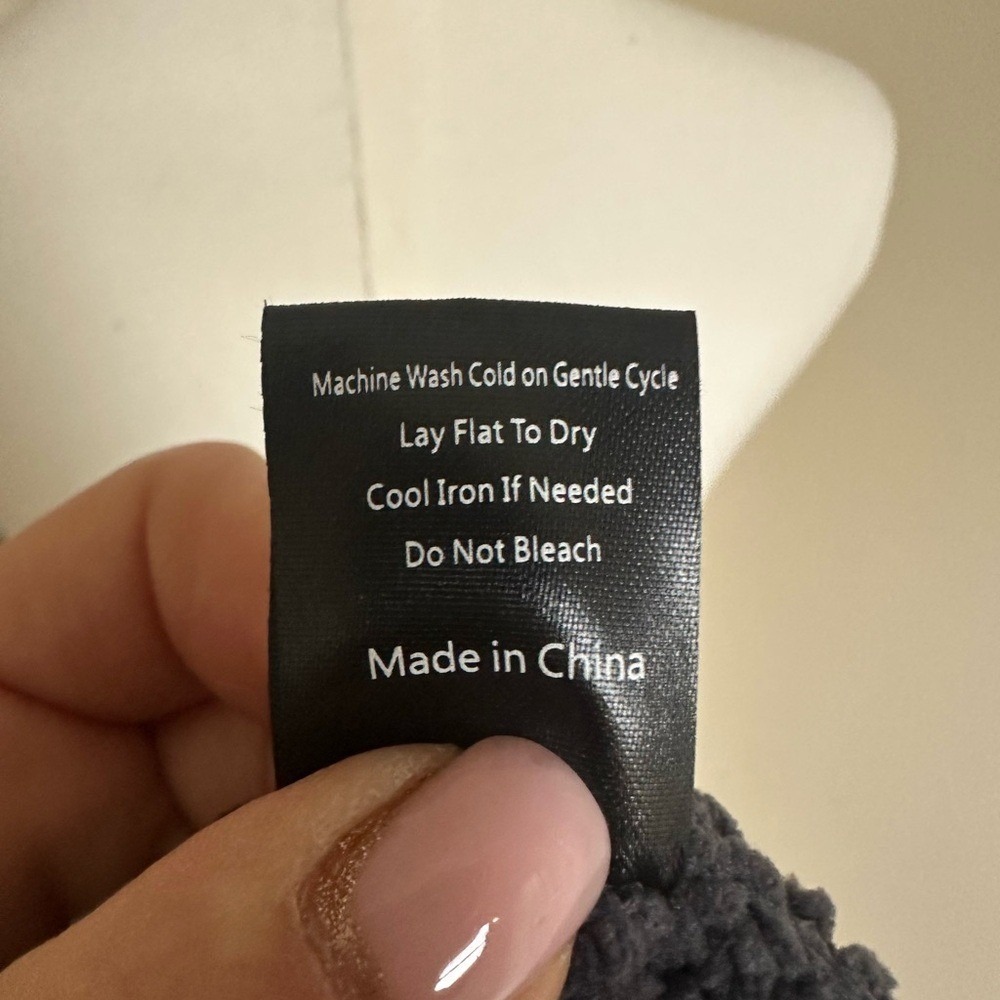 Machine Wash Cold on Gentle Cycle
Lay Flat To Dry
Cool Iron If Needed
Do Not Bleach
Made in China